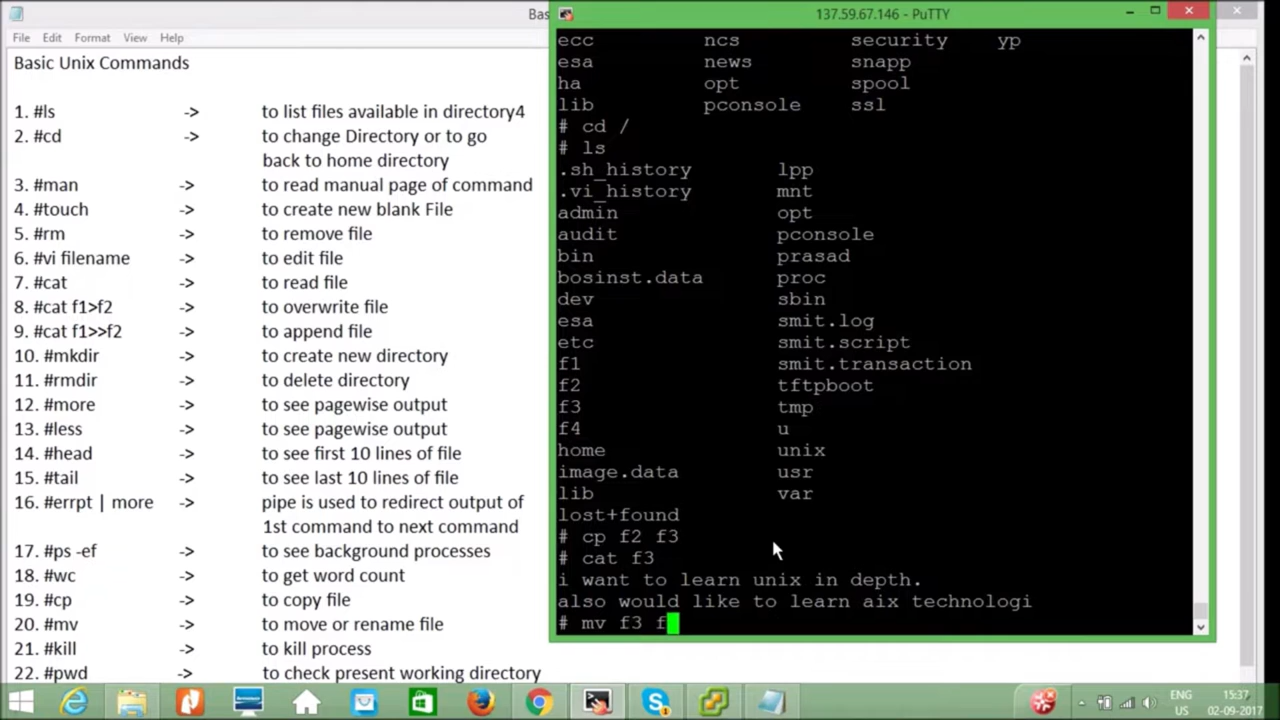 Bas
File Edit Format View Help
Basic Unix Commands
1. #ls -> to list files available in directory4
2. #cd -> to change Directory or to go
back to home directory
3. #man -> to read manual page of command
4. #touch -> to create new blank File
5. #rm -> to remove file
6. #vi filename -> to edit file
7. #cat -> to read file
8. #cat f1>f2 -> to overwrite file
9. #cat f1>>f2 -> to append file
10. #mkdir -> to create new directory
11. #rmdir -> to delete directory
12. #more -> to see pagewise output
13. #less -> to see pagewise output
14. #head -> to see first 10 lines of file
15. #tail -> to see last 10 lines of file
16. #errpt | more -> pipe is used to redirect output of
1st command to next command
17. #ps -ef -> to see background processes
18. #wc -> to get word count
19. #cp -> to copy file
20. #mv -> to move or rename file
21. #kill -> to kill process
22. #pwd -> to check present working directory
137.59.67.146 - PuTTY
ecc ncs security yp
esa news snapp
ha opt spool
lib pconsole ssl
# cd /
# ls
.sh_history lpp
.vi_history mnt
admin opt
audit pconsole
bin prasad
bosinst.data proc
dev sbin
esa smit.log
etc smit.script
f1 smit.transaction
f2 tftpboot
f3 tmp
f4 u
home unix
image.data usr
lib var
lost+found
# cp f2 f3
# cat f3
i want to learn unix in depth.
also would like to learn aix technologi
# mv f3 f
ENG 15:37
US 02-09-2017